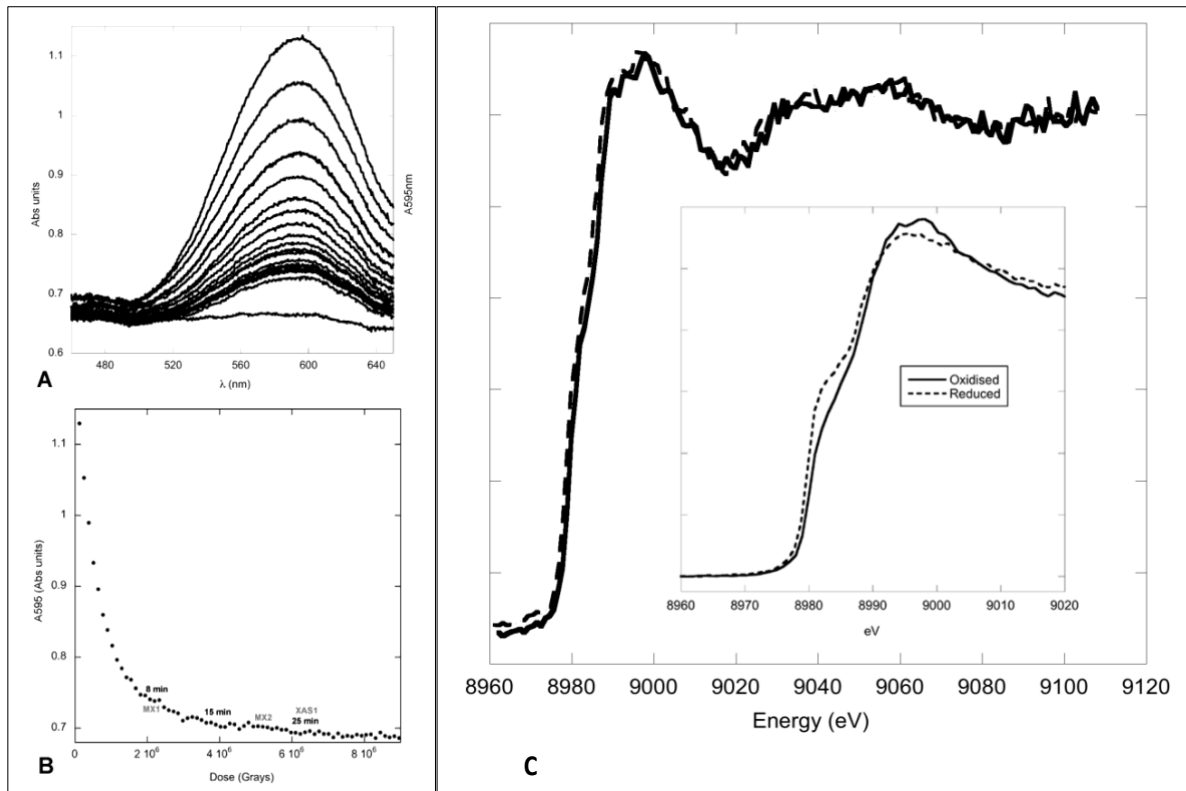 1.1
1
0.9
0.8
0.7
0.6
Abs units
A595nm
480
520
560
600
640
λ (nm)
A
1.1
1
0.9
0.8
0.7
A595 (Abs units)
8 min
MX1
15 min
MX2
XAS1
25 min
0
2 10⁶
4 10⁶
6 10⁶
8 10⁶
Dose (Grays)
B
Oxidised
Reduced
8960
8970
8980
8990
9000
9010
9020
eV
8960
8980
9000
9020
9040
9060
9080
9100
9120
Energy (eV)
C